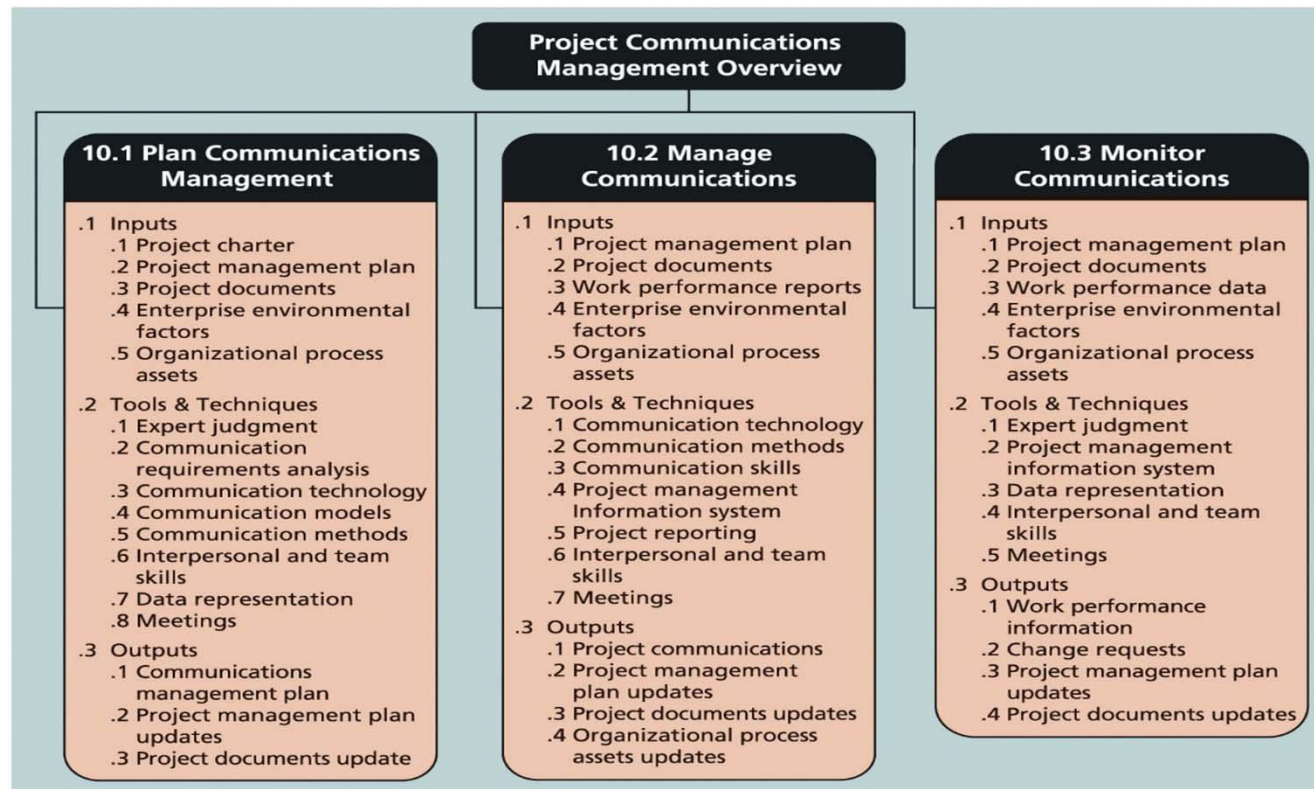 Project Communications
Management Overview
10.1 Plan Communications
Management
.1 Inputs
.1 Project charter
.2 Project management plan
.3 Project documents
.4 Enterprise environmental
factors
.5 Organizational process
assets
.2 Tools & Techniques
.1 Expert judgment
.2 Communication
requirements analysis
.3 Communication technology
.4 Communication models
.5 Communication methods
.6 Interpersonal and team
skills
.7 Data representation
.8 Meetings
.3 Outputs
.1 Communications
management plan
.2 Project management plan
updates
.3 Project documents update
10.2 Manage
Communications
.1 Inputs
.1 Project management plan
.2 Project documents
.3 Work performance reports
.4 Enterprise environmental
factors
.5 Organizational process
assets
.2 Tools & Techniques
.1 Communication technology
.2 Communication methods
.3 Communication skills
.4 Project management
Information system
.5 Project reporting
.6 Interpersonal and team
skills
.7 Meetings
.3 Outputs
.1 Project communications
.2 Project management
plan updates
.3 Project documents updates
.4 Organizational process
assets updates
10.3 Monitor
Communications
.1 Inputs
.1 Project management plan
.2 Project documents
.3 Work performance data
.4 Enterprise environmental
factors
.5 Organizational process
assets
.2 Tools & Techniques
.1 Expert judgment
.2 Project management
information system
.3 Data representation
.4 Interpersonal and team
skills
.5 Meetings
.3 Outputs
.1 Work performance
information
.2 Change requests
.3 Project management plan
updates
.4 Project documents updates